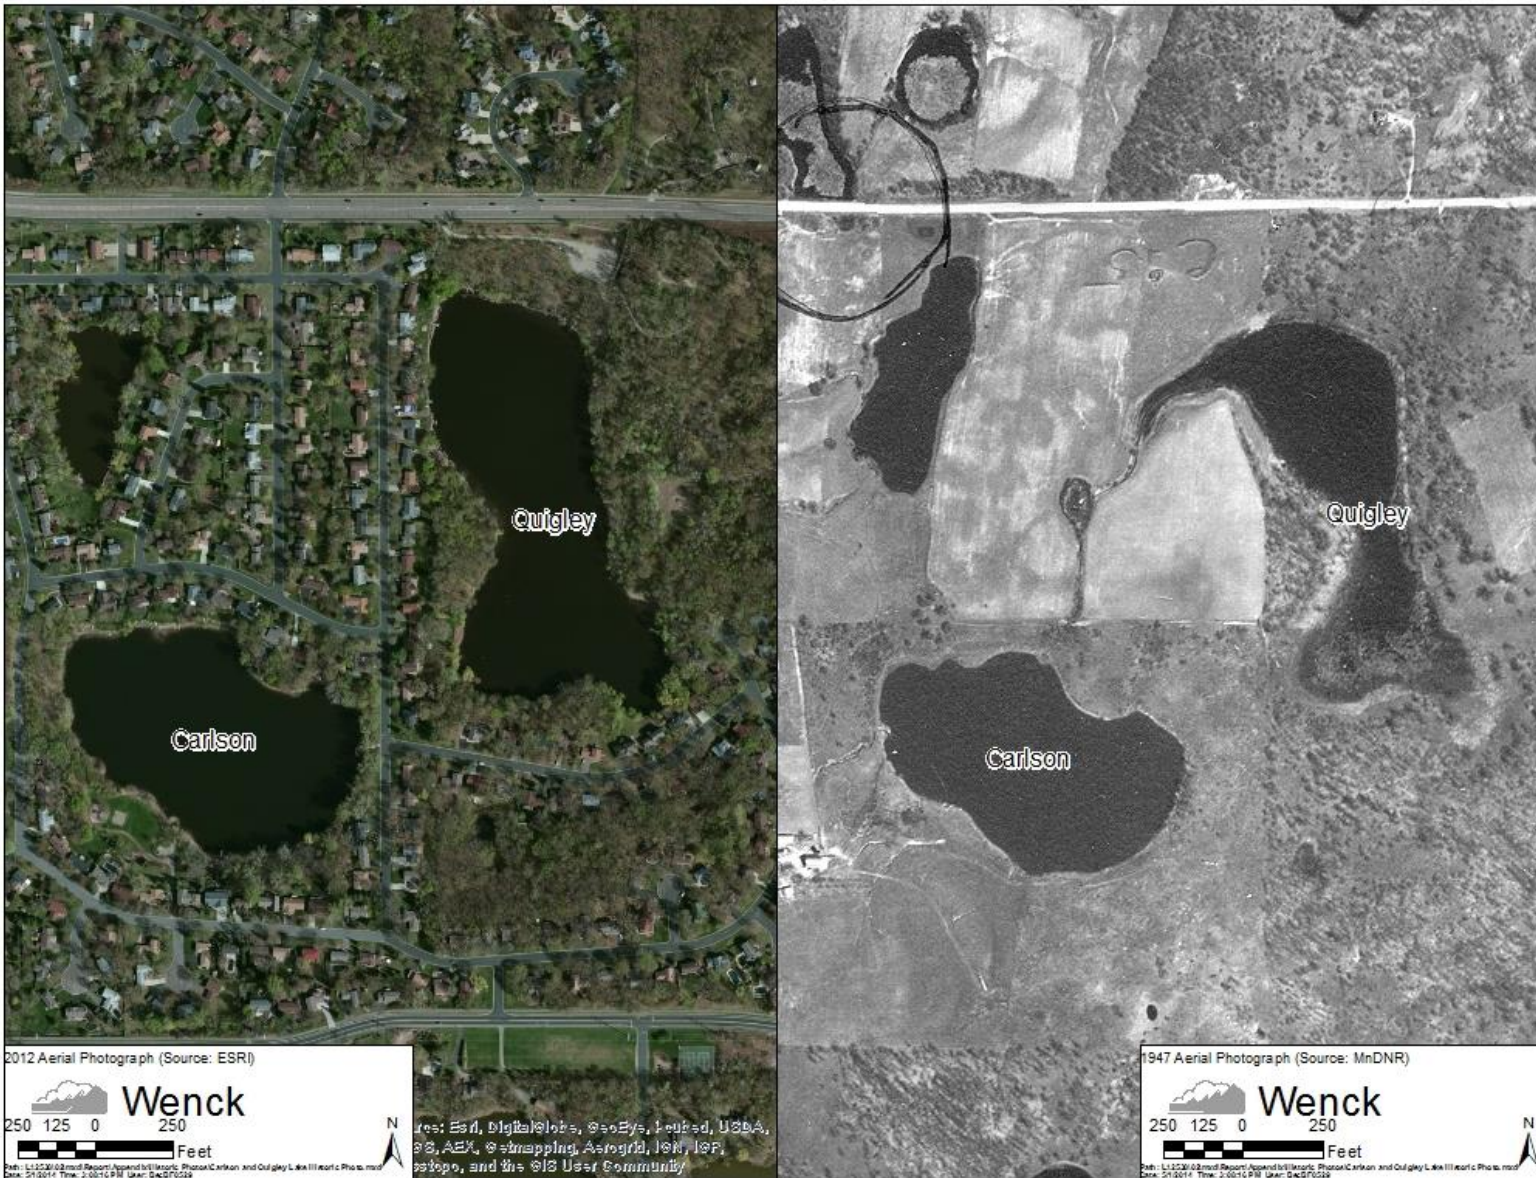 Quigley
Carlson
2012 Aerial Photograph (Source: ESRI)
Wenck
250 125 0 250
Feet
N
Esri, DigitalGlobe, GeoEye, i-cubed, USDA,
AEX, Getmapping, Aerogrid, IGN, IGP,
and the GIS User Community
Quigley
Carlson
1947 Aerial Photograph (Source: MnDNR)
Wenck
250 125 0 250
Feet
N